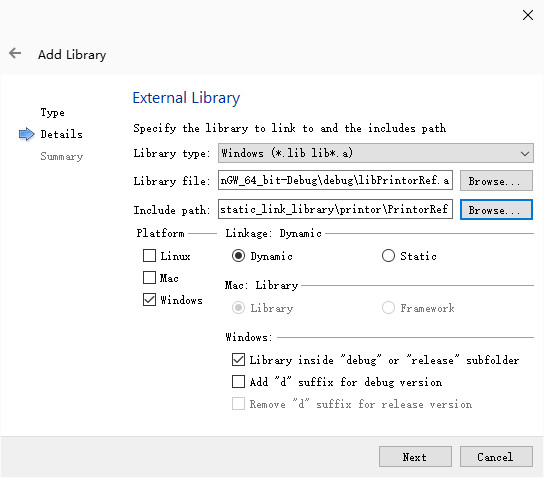 Add Library
Type
Details
Summary
External Library
Specify the library to link to and the includes path
Library type: Windows (*.lib lib*.a)
Library file: nGW_64_bit-Debug\debug\libPrintorRef.a Browse...
Include path: static_link_library\printor\PrintorRef Browse...
Platform
Linux
Mac
Windows
Linkage: Dynamic
Dynamic Static
Mac: Library
Library Framework
Windows:
Library inside "debug" or "release" subfolder
Add "d" suffix for debug version
Remove "d" suffix for release version
Next Cancel